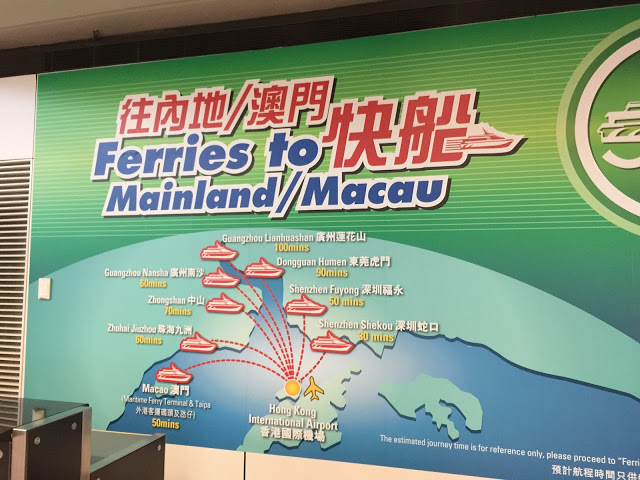 往內地/澳門快船
Ferries to
Mainland/Macau
Guangzhou Lianhuashan 廣州蓮花山
100mins
Dongguan Humen 東莞虎門
90mins
Guangzhou Nansha 廣州南沙
60mins
Shenzhen Fuyong 深圳福永
50 mins
Zhongshan 中山
70mins
Shenzhen Shekou 深圳蛇口
30 mins
Zhuhai Jiuzhou 珠海九洲
60mins
Macao 澳門
(Maritime Ferry Terminal & Taipa
外港客運碼頭及氹仔)
50mins
Hong Kong
International Airport
香港國際機場
The estimated journey time is for reference only, please proceed to "Ferri
預計航程時間只供